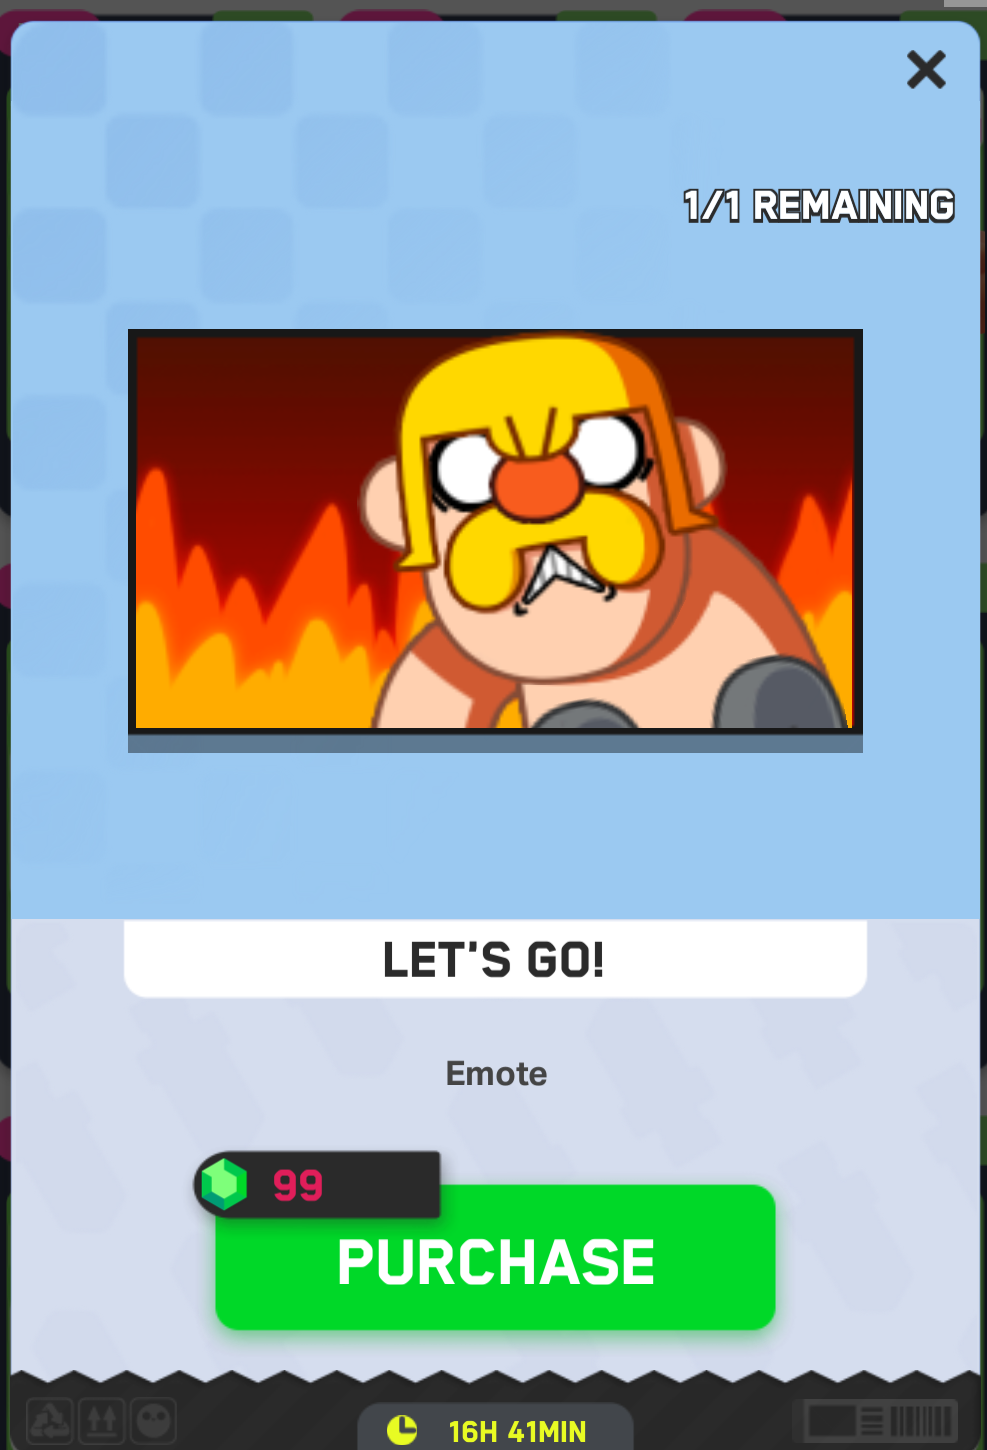 1/1 REMAINING
LET'S GO!
Emote
99
PURCHASE
16H 41MIN